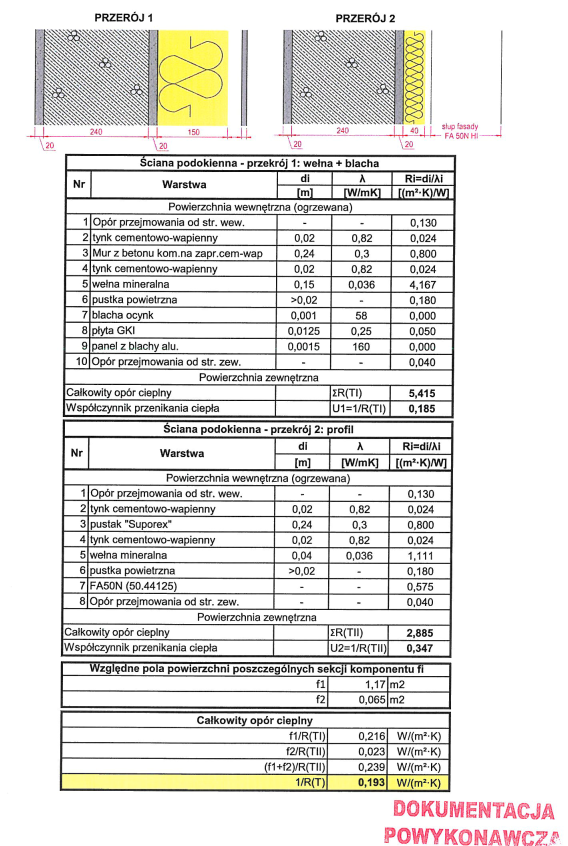 PRZERÓJ 1 PRZERÓJ 2
240 150 240 40 słup fasady
FA 50N HI
20 20 20 20
Ściana podokienna - przekrój 1: wełna + blacha
Nr Warstwa di λ Ri=di/λi
[m] [W/mK] [(m²·K)/W]
Powierzchnia wewnętrzna (ogrzewana)
1 Opór przejmowania od str. wew. - - 0,130
2 tynk cementowo-wapienny 0,02 0,82 0,024
3 Mur z betonu kom.na zapr.cem-wap 0,24 0,3 0,800
4 tynk cementowo-wapienny 0,02 0,82 0,024
5 wełna mineralna 0,15 0,036 4,167
6 pustka powietrzna >0,02 - 0,180
7 blacha ocynk 0,001 58 0,000
8 płyta GKI 0,0125 0,25 0,050
9 panel z blachy alu. 0,0015 160 0,000
10 Opór przejmowania od str. zew. - - 0,040
Powierzchnia zewnętrzna
Całkowity opór cieplny ΣR(TI) 5,415
Współczynnik przenikania ciepła U1=1/R(TI) 0,185
Ściana podokienna - przekrój 2: profil
Nr Warstwa di λ Ri=di/λi
[m] [W/mK] [(m²·K)/W]
Powierzchnia wewnętrzna (ogrzewana)
1 Opór przejmowania od str. wew. - - 0,130
2 tynk cementowo-wapienny 0,02 0,82 0,024
3 pustak "Suporex" 0,24 0,3 0,800
4 tynk cementowo-wapienny 0,02 0,82 0,024
5 wełna mineralna 0,04 0,036 1,111
6 pustka powietrzna >0,02 - 0,180
7 FA50N (50.44125) - - 0,575
8 Opór przejmowania od str. zew. - - 0,040
Powierzchnia zewnętrzna
Całkowity opór cieplny ΣR(TII) 2,885
Współczynnik przenikania ciepła U2=1/R(TII) 0,347
Względne pola powierzchni poszczególnych sekcji komponentu fi
f1 1,17 m2
f2 0,065 m2
Całkowity opór cieplny
f1/R(TI) 0,216 W/(m²·K)
f2/R(TII) 0,023 W/(m²·K)
(f1+f2)/R(TII) 0,239 W/(m²·K)
1/R(T) 0,193 W/(m²·K)
DOKUMENTACJA
POWYKONAWCZA